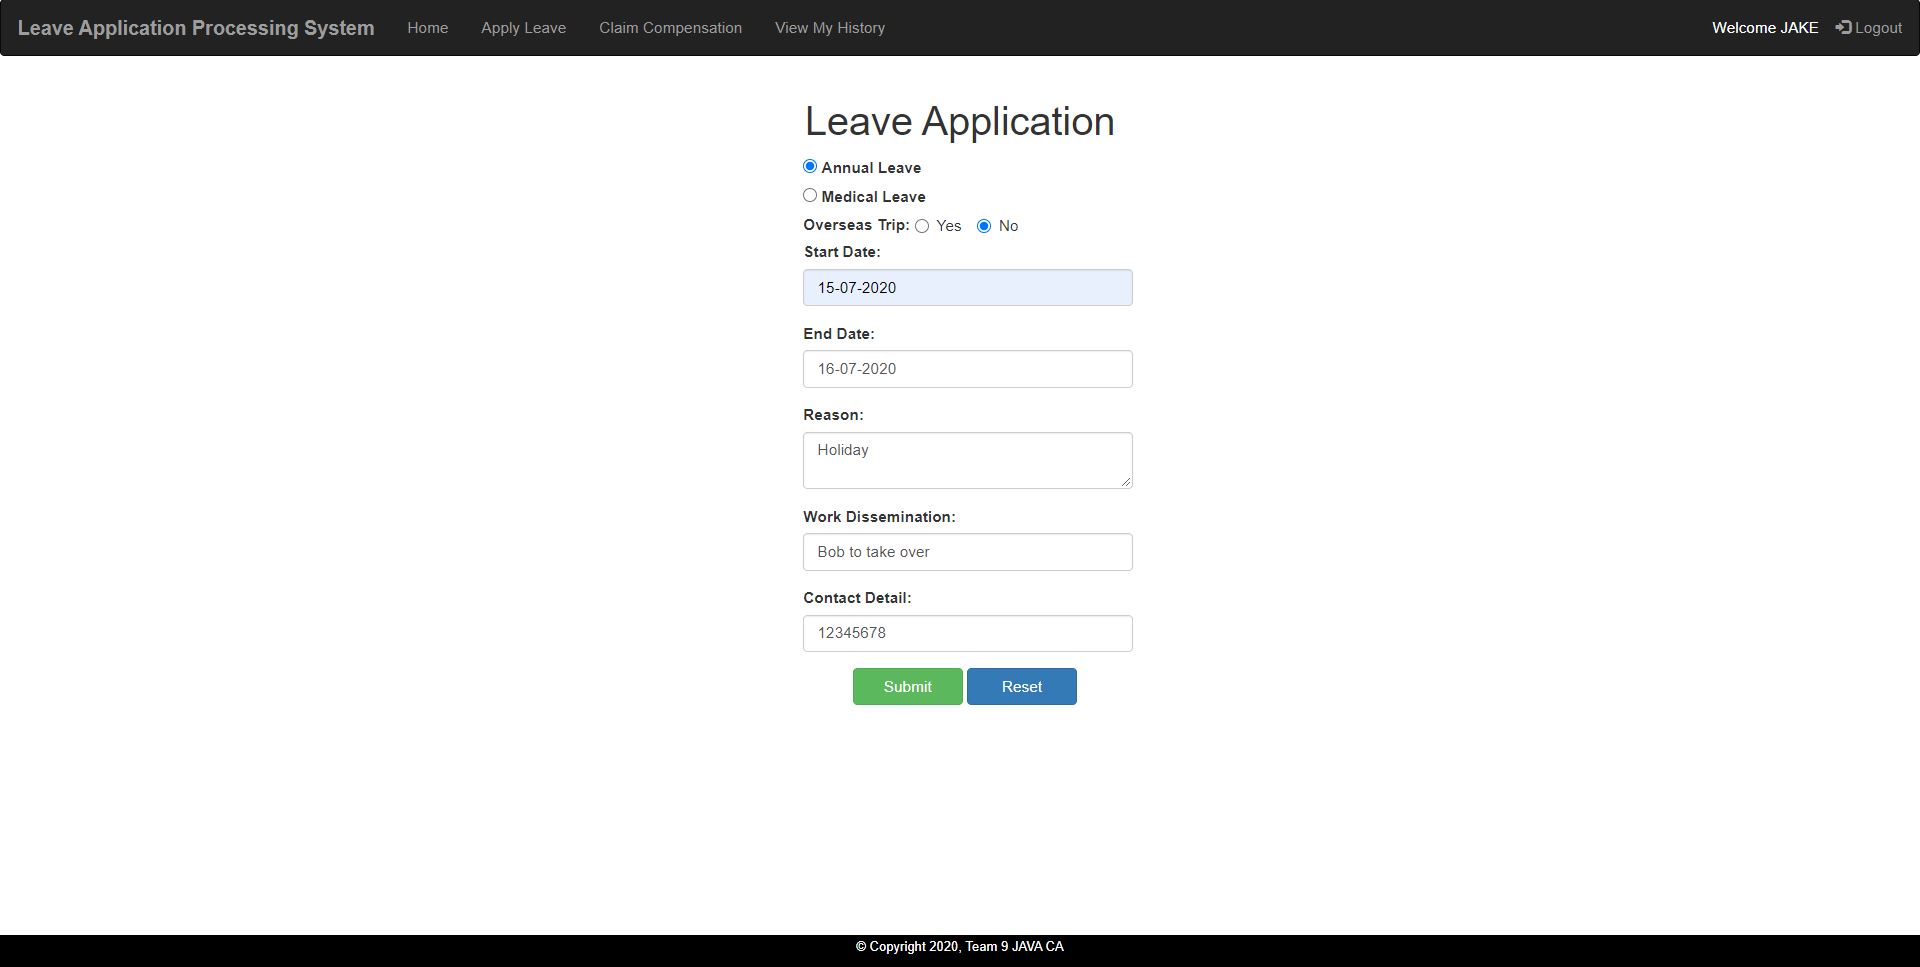 Leave Application Processing System Home Apply Leave Claim Compensation View My History Welcome JAKE Logout
Leave Application
Annual Leave
Medical Leave
Overseas Trip: Yes No
Start Date:
15-07-2020
End Date:
16-07-2020
Reason:
Holiday
Work Dissemination:
Bob to take over
Contact Detail:
12345678
Submit Reset
© Copyright 2020, Team 9 JAVA CA